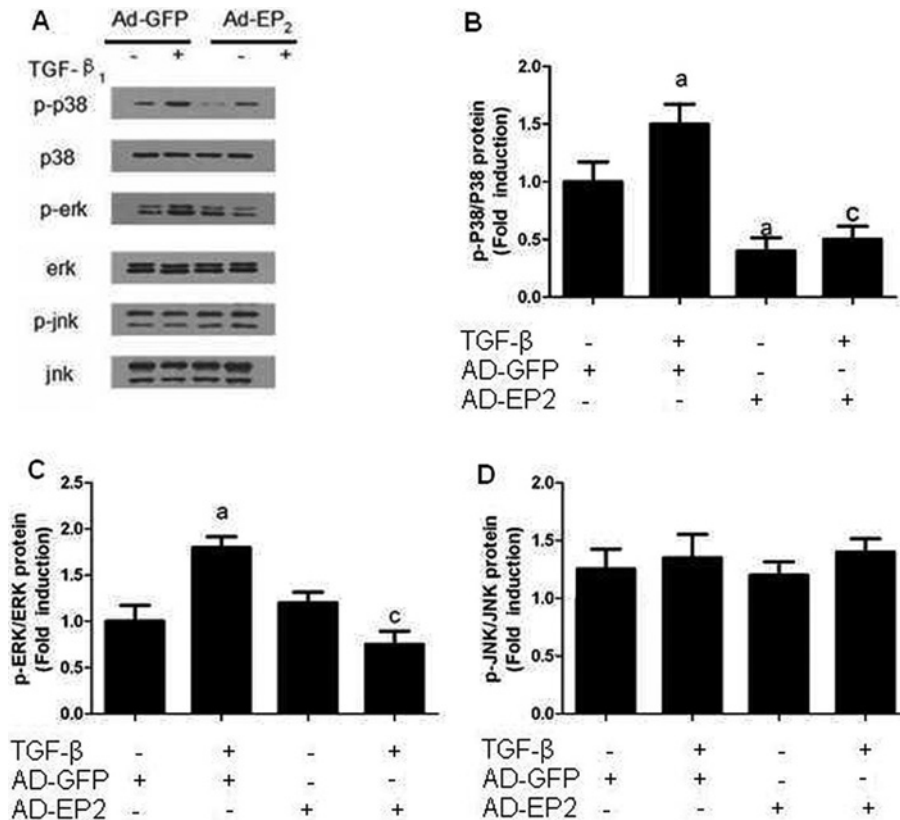 A
Ad-GFP Ad-EP2
- + - +
TGF-β1
p-p38
p38
p-erk
erk
p-jnk
jnk
B
p-P38/P38 protein
(Fold induction)
2.0
1.5
1.0
0.5
0.0
a
a
c
TGF-β - + - +
AD-GFP + + - -
AD-EP2 - - + +
C
p-ERK/ERK protein
(Fold induction)
2.5
2.0
1.5
1.0
0.5
0.0
a
c
TGF-β - + - +
AD-GFP + + - -
AD-EP2 - - + +
D
p-JNK/JNK protein
(Fold induction)
2.0
1.5
1.0
0.5
0.0
TGF-β - + - +
AD-GFP + + - -
AD-EP2 - - + +